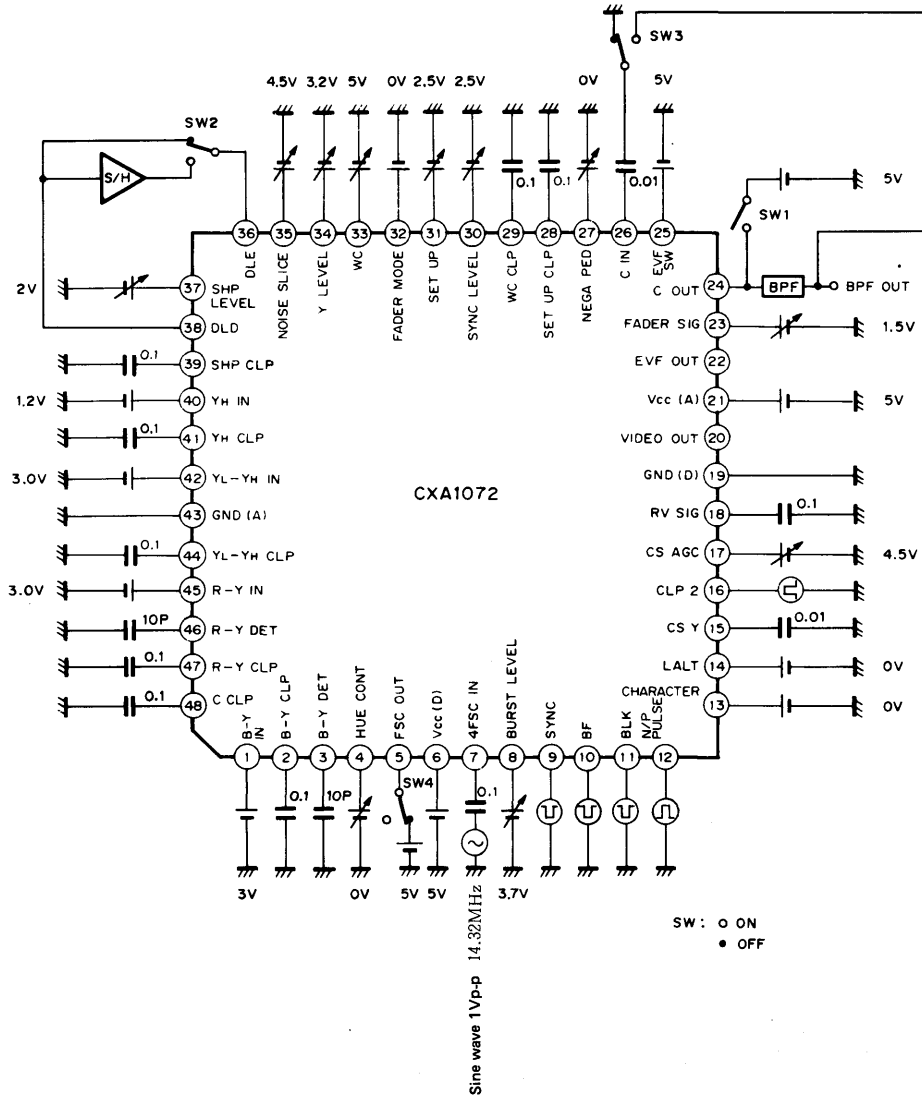 SW3
4.5V 3.2V 5V 0V 2.5V 2.5V 0V 5V
SW2
S/H
0.1 0.1 0.01
5V
SW1
36 35 34 33 32 31 30 29 28 27 26 25
DLE
NOISE SLICE
Y LEVEL
WC
FADER MODE
SET UP
SYNC LEVEL
WC CLP
SET UP CLP
NEGA PED
C IN
EVF SW
2V 37 SHP LEVEL
38 DLD
0.1 39 SHP CLP
1.2V 40 YH IN
0.1 41 YH CLP
3.0V 42 YL-YH IN
43 GND (A)
0.1 44 YL-YH CLP
3.0V 45 R-Y IN
10P 46 R-Y DET
0.1 47 R-Y CLP
0.1 48 C CLP
CXA1072
C OUT 24 BPF BPF OUT
FADER SIG 23 1.5V
EVF OUT 22
Vcc (A) 21 5V
VIDEO OUT 20
GND (D) 19
RV SIG 18 0.1
CS AGC 17 4.5V
CLP 2 16
CS Y 15 0.01
LALT 14 0V
CHARACTER 13 0V
B-Y IN
B-Y CLP
B-Y DET
HUE CONT
FSC OUT
Vcc (D)
4FSC IN
BURST LEVEL
SYNC
BF
BLK
N/P PULSE
1 2 3 4 5 6 7 8 9 10 11 12
SW4
0.1 10P 0.1
3V 0V 5V 5V 3.7V
Sine wave 1Vp-p 14.32MHz
SW : ON
OFF